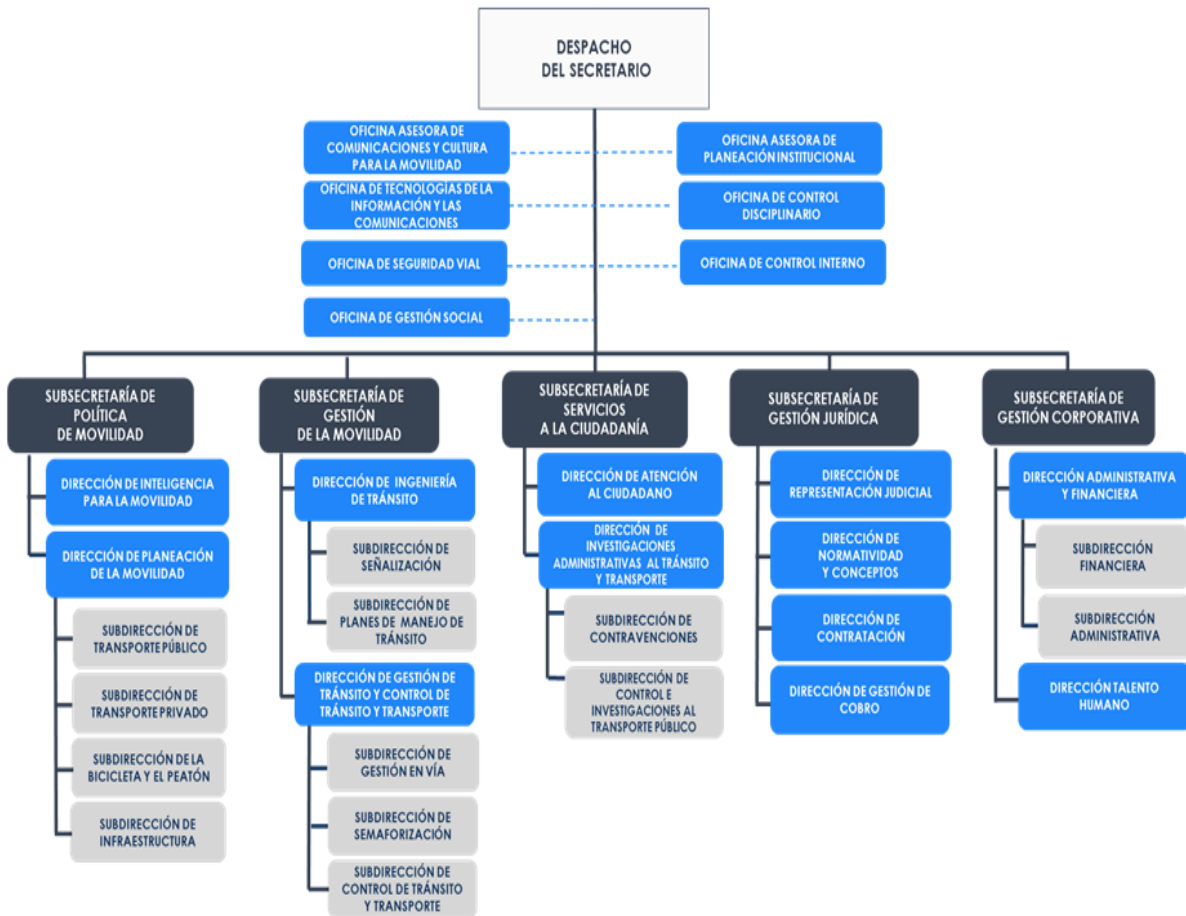 DESPACHO
DEL SECRETARIO
OFICINA ASESORA DE
COMUNICACIONES Y CULTURA
PARA LA MOVILIDAD
OFICINA ASESORA DE
PLANEACIÓN INSTITUCIONAL
OFICINA DE TECNOLOGÍAS DE LA
INFORMACIÓN Y LAS
COMUNICACIONES
OFICINA DE CONTROL
DISCIPLINARIO
OFICINA DE SEGURIDAD VIAL
OFICINA DE CONTROL INTERNO
OFICINA DE GESTIÓN SOCIAL
SUBSECRETARÍA DE
POLÍTICA
DE MOVILIDAD
DIRECCIÓN DE INTELIGENCIA
PARA LA MOVILIDAD
DIRECCIÓN DE PLANEACIÓN
DE LA MOVILIDAD
SUBDIRECCIÓN DE
TRANSPORTE PÚBLICO
SUBDIRECCIÓN DE
TRANSPORTE PRIVADO
SUBDIRECCIÓN DE LA
BICICLETA Y EL PEATÓN
SUBDIRECCIÓN DE
INFRAESTRUCTURA
SUBSECRETARÍA DE
GESTIÓN
DE LA MOVILIDAD
DIRECCIÓN DE INGENIERÍA
DE TRÁNSITO
SUBDIRECCIÓN DE
SEÑALIZACIÓN
SUBDIRECCIÓN DE
PLANES DE MANEJO DE
TRÁNSITO
DIRECCIÓN DE GESTIÓN DE
TRÁNSITO Y CONTROL DE
TRÁNSITO Y TRANSPORTE
SUBDIRECCIÓN DE
GESTIÓN EN VÍA
SUBDIRECCIÓN DE
SEMAFORIZACIÓN
SUBDIRECCIÓN DE
CONTROL DE TRÁNSITO
Y TRANSPORTE
SUBSECRETARÍA DE
SERVICIOS
A LA CIUDADANÍA
DIRECCIÓN DE ATENCIÓN
AL CIUDADANO
DIRECCIÓN DE
INVESTIGACIONES
ADMINISTRATIVAS AL TRÁNSITO
Y TRANSPORTE
SUBDIRECCIÓN DE
CONTRAVENCIONES
SUBDIRECCIÓN DE
CONTROL E
INVESTIGACIONES AL
TRANSPORTE PÚBLICO
SUBSECRETARÍA DE
GESTIÓN JURÍDICA
DIRECCIÓN DE
REPRESENTACIÓN JUDICIAL
DIRECCIÓN DE
NORMATIVIDAD
Y CONCEPTOS
DIRECCIÓN DE
CONTRATACIÓN
DIRECCIÓN DE GESTIÓN DE
COBRO
SUBSECRETARÍA DE
GESTIÓN CORPORATIVA
DIRECCIÓN ADMINISTRATIVA
Y FINANCIERA
SUBDIRECCIÓN
FINANCIERA
SUBDIRECCIÓN
ADMINISTRATIVA
DIRECCIÓN TALENTO
HUMANO